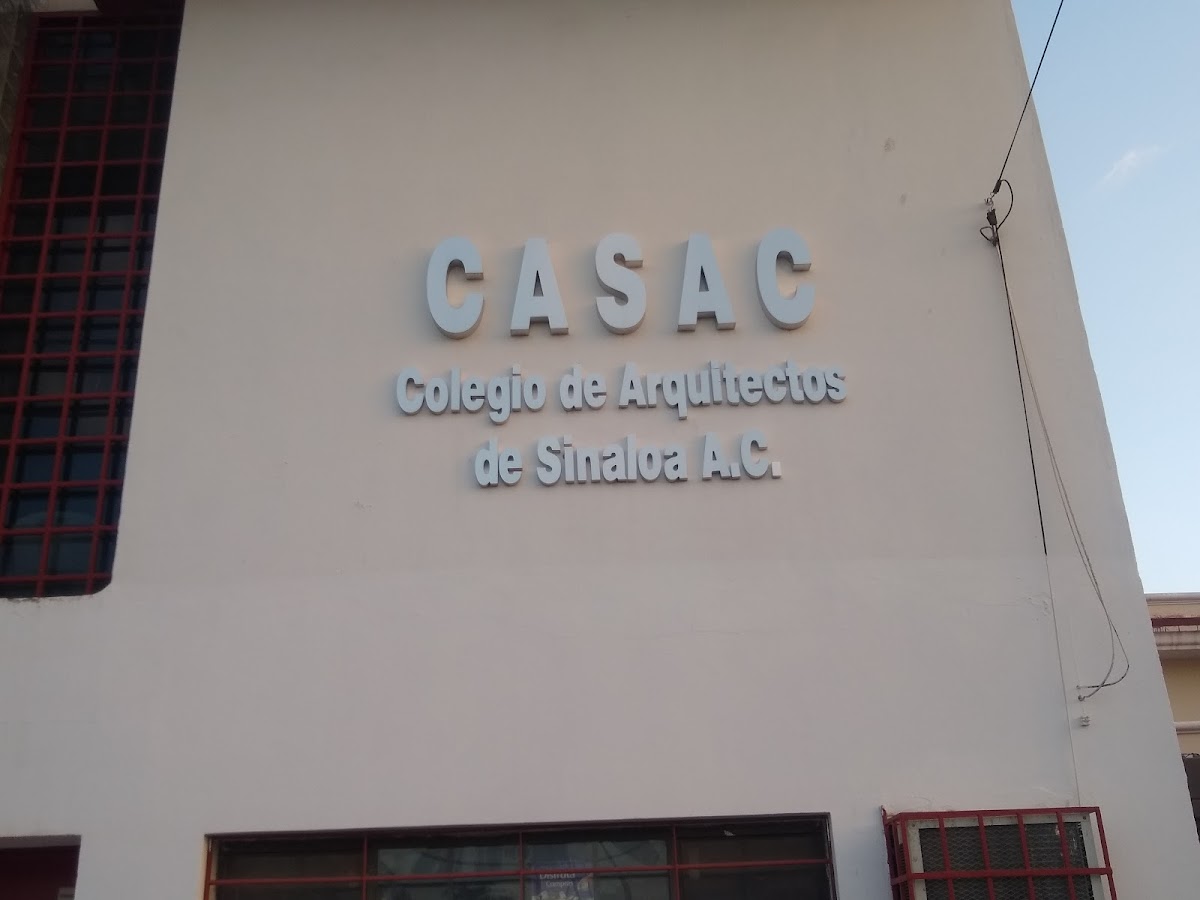 CASAC
Colegio de Arquitectos
de Sinaloa A.C.